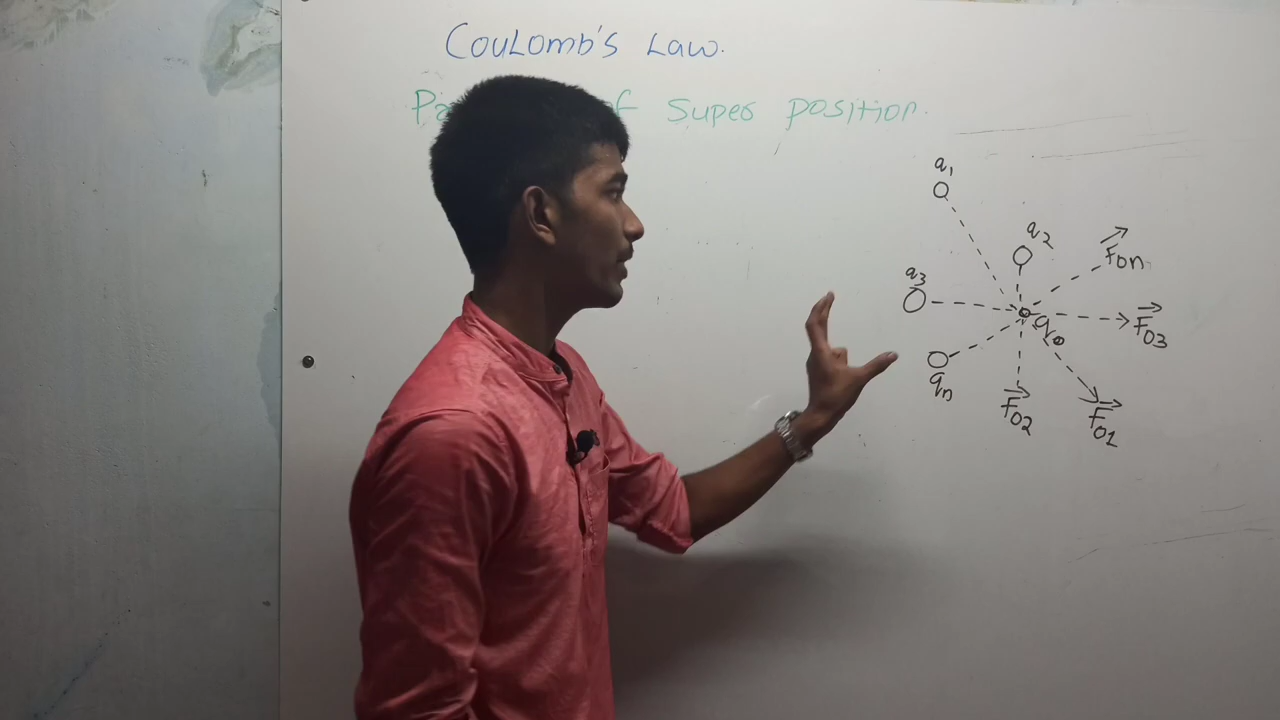 CouLomb's Law.
of Super position.
q1
q2
F0n
q3
q0
F03
qn
F02
F01